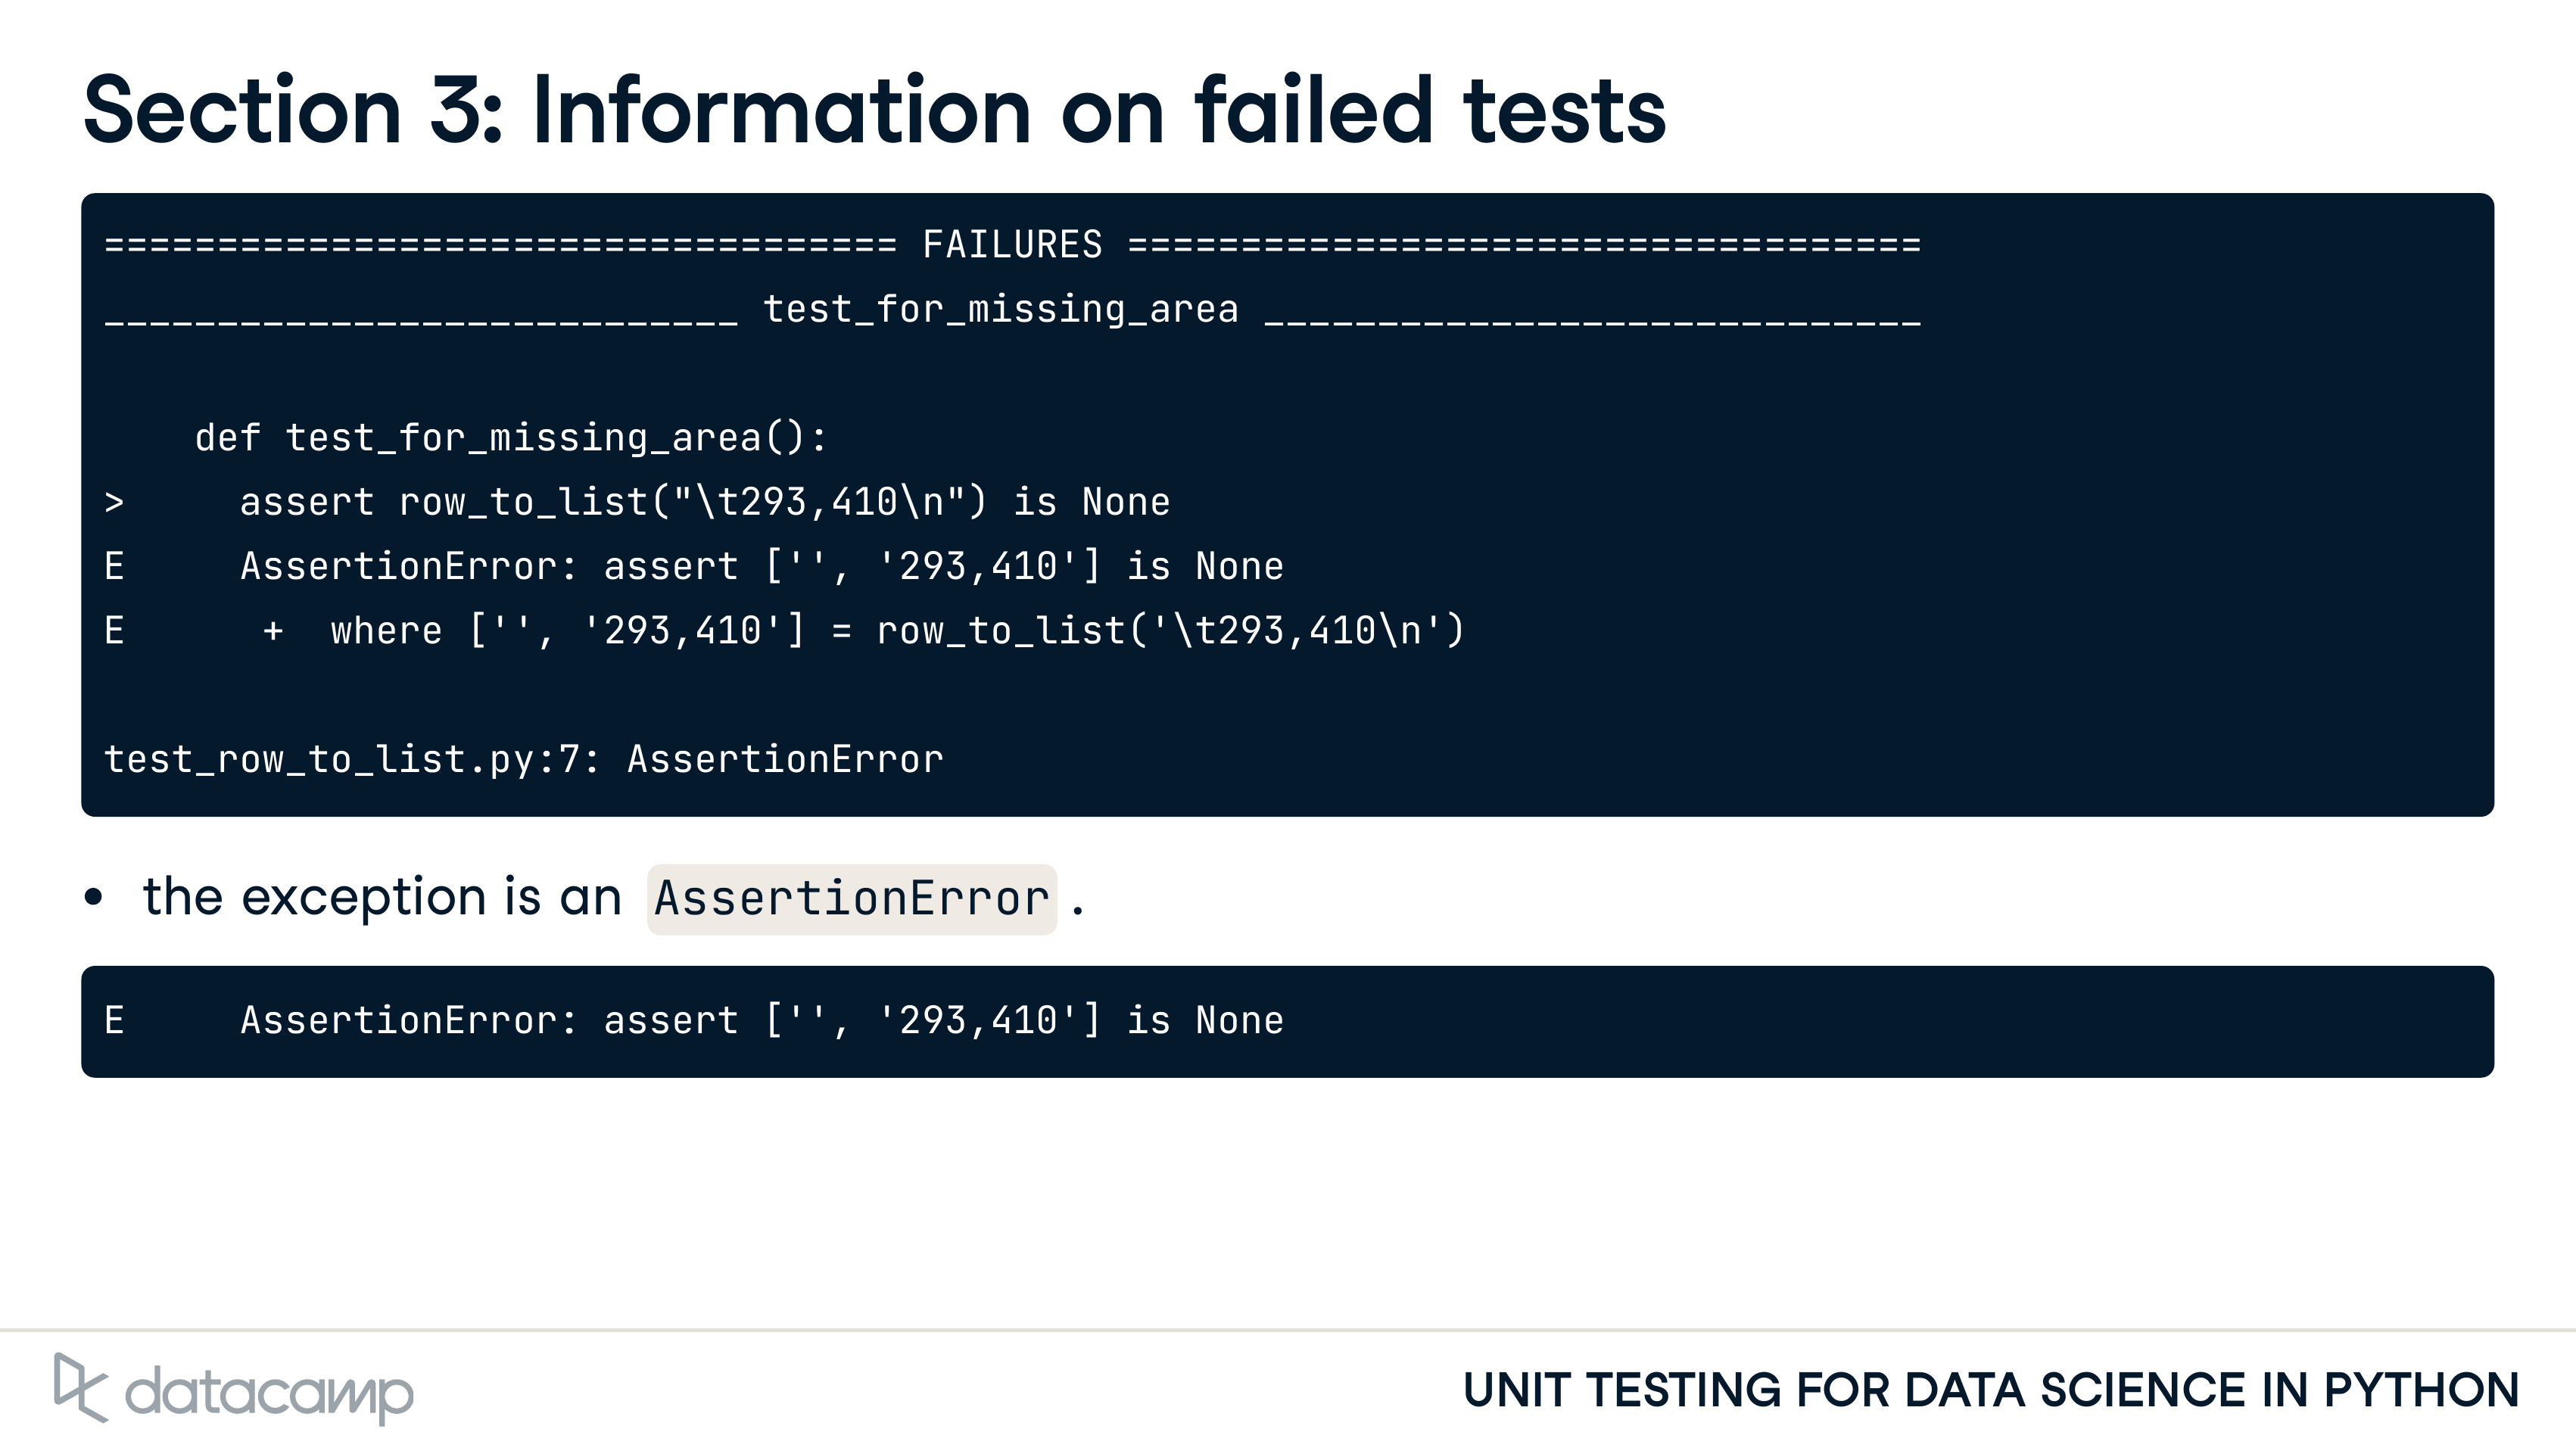 Section 3: Information on failed tests
=================================== FAILURES ===================================
____________________________ test_for_missing_area _____________________________
    def test_for_missing_area():
>     assert row_to_list("\t293,410\n") is None
E     AssertionError: assert ['', '293,410'] is None
E      +  where ['', '293,410'] = row_to_list('\t293,410\n')
test_row_to_list.py:7: AssertionError
• the exception is an AssertionError .
E     AssertionError: assert ['', '293,410'] is None
datacamp
UNIT TESTING FOR DATA SCIENCE IN PYTHON